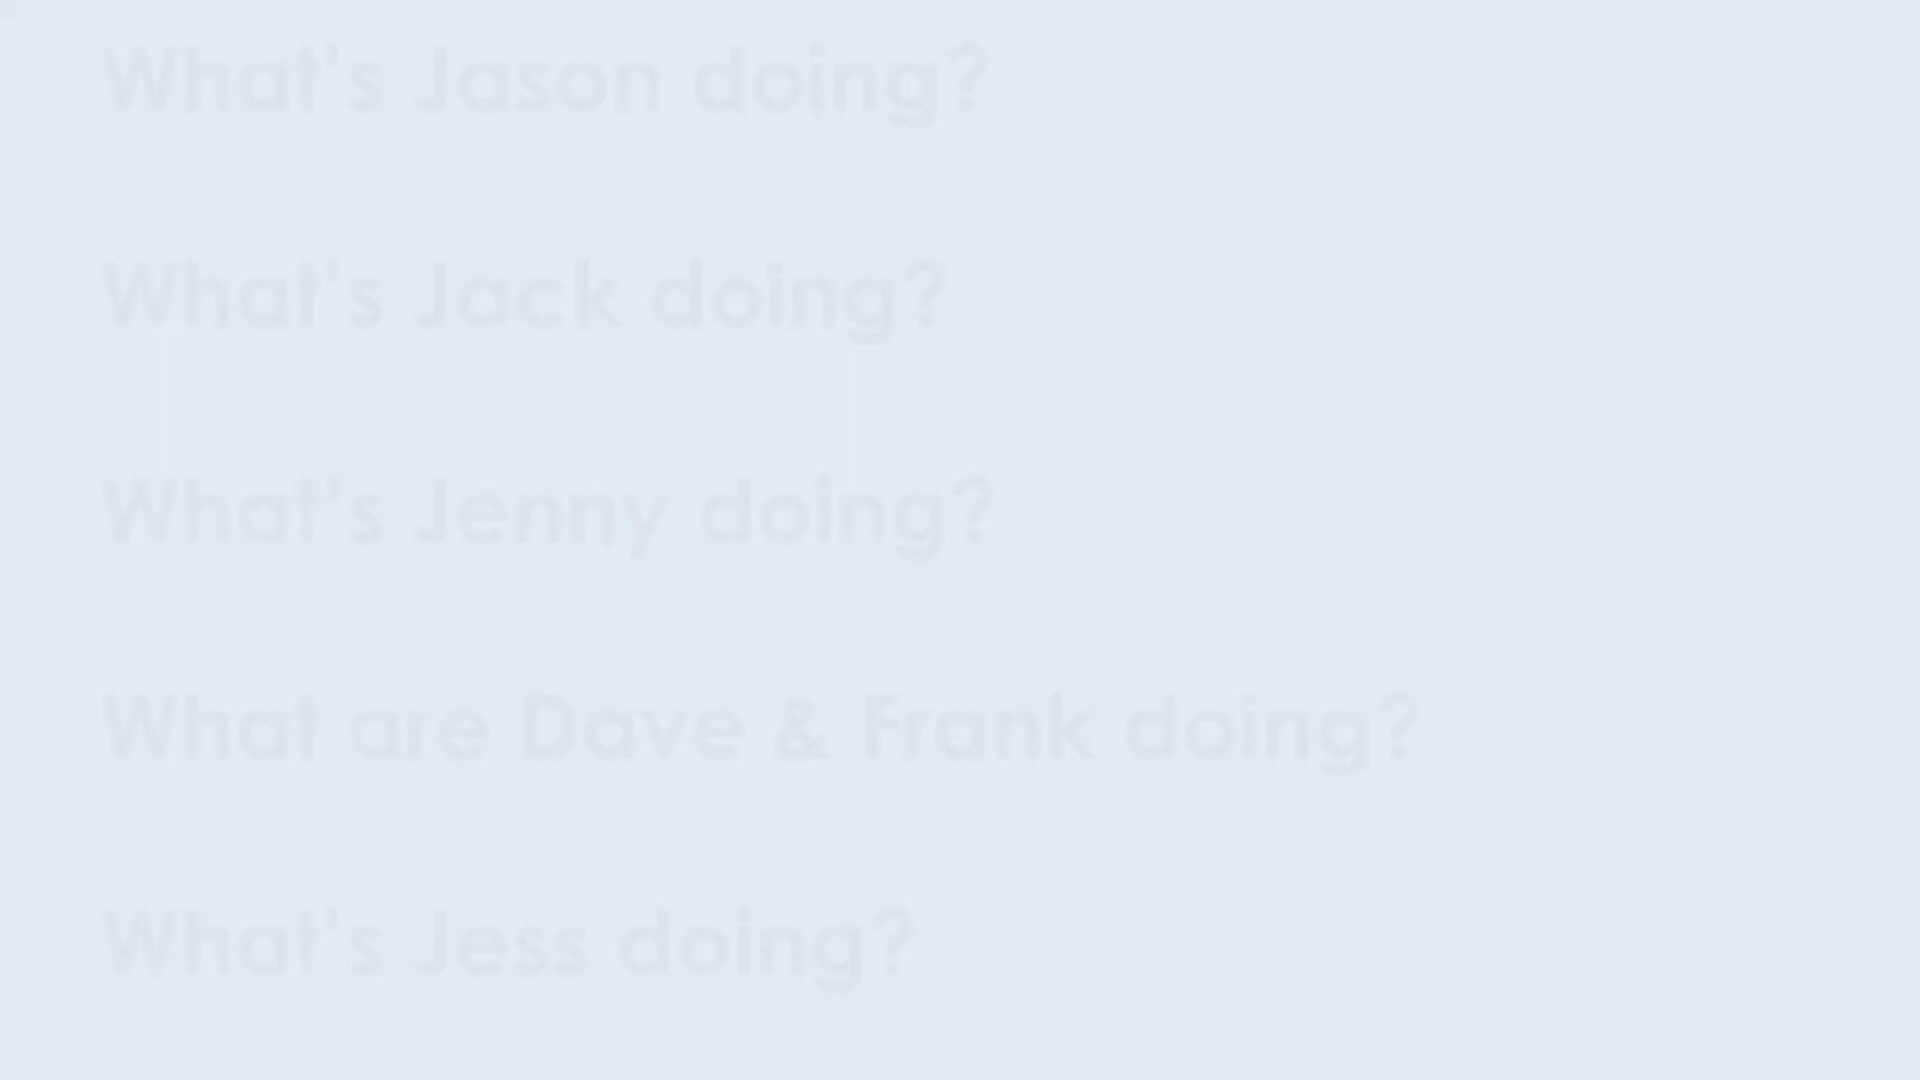 What's Jason doing?
What's Jack doing?
What's Jenny doing?
What are Dave & Frank doing?
What's Jess doing?